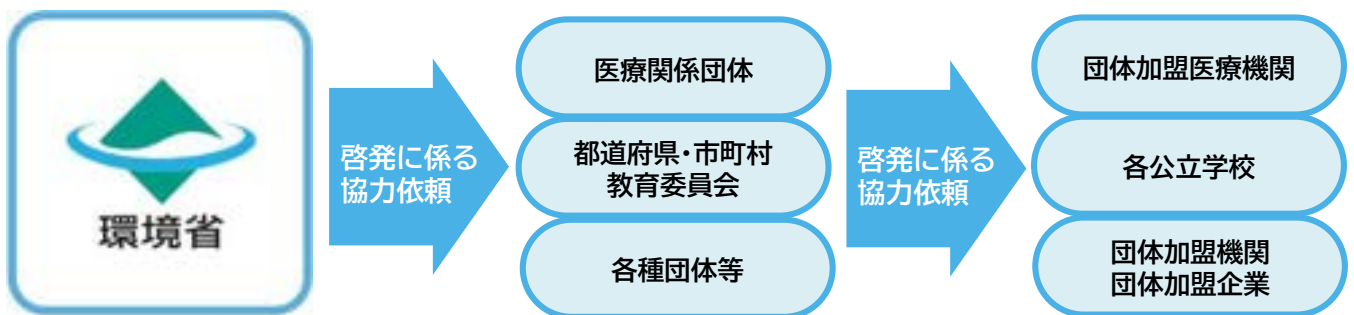 環境省
啓発に係る
協力依頼
医療関係団体
都道府県・市町村
教育委員会
各種団体等
啓発に係る
協力依頼
団体加盟医療機関
各公立学校
団体加盟機関
団体加盟企業